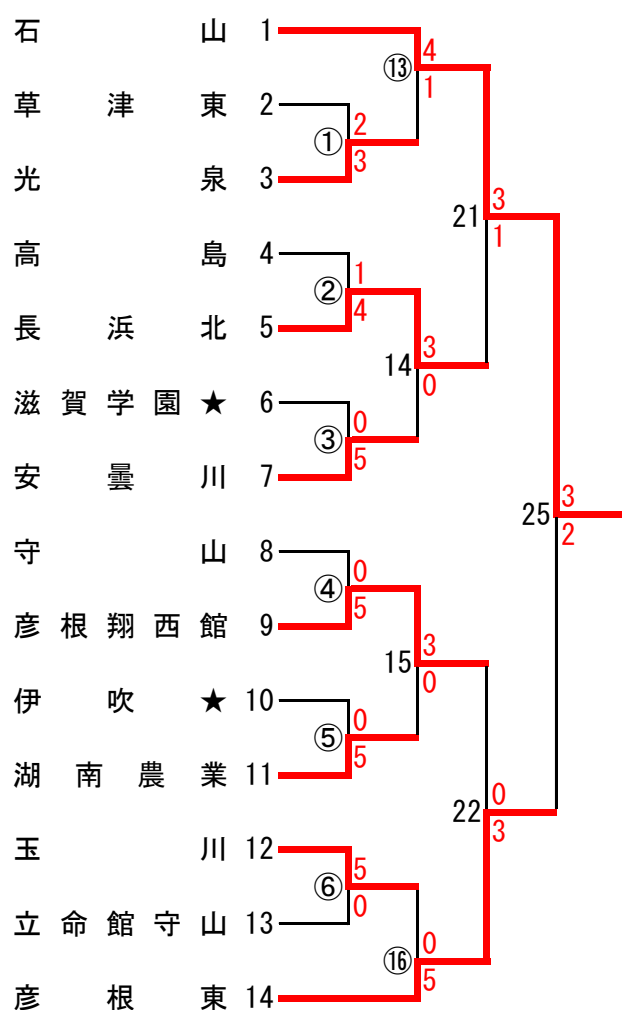 石山 1
4
⑬
1
草津東 2
2
①
3
光泉 3
3
21
1
高島 4
1
②
4
長浜北 5
3
14
0
滋賀学園★ 6
0
③
5
安曇川 7
3
25
2
守山 8
0
④
5
彦根翔西館 9
3
15
0
伊吹★ 10
0
⑤
5
湖南農業 11
0
22
3
玉川 12
5
⑥
0
立命館守山 13
0
⑯
5
彦根東 14